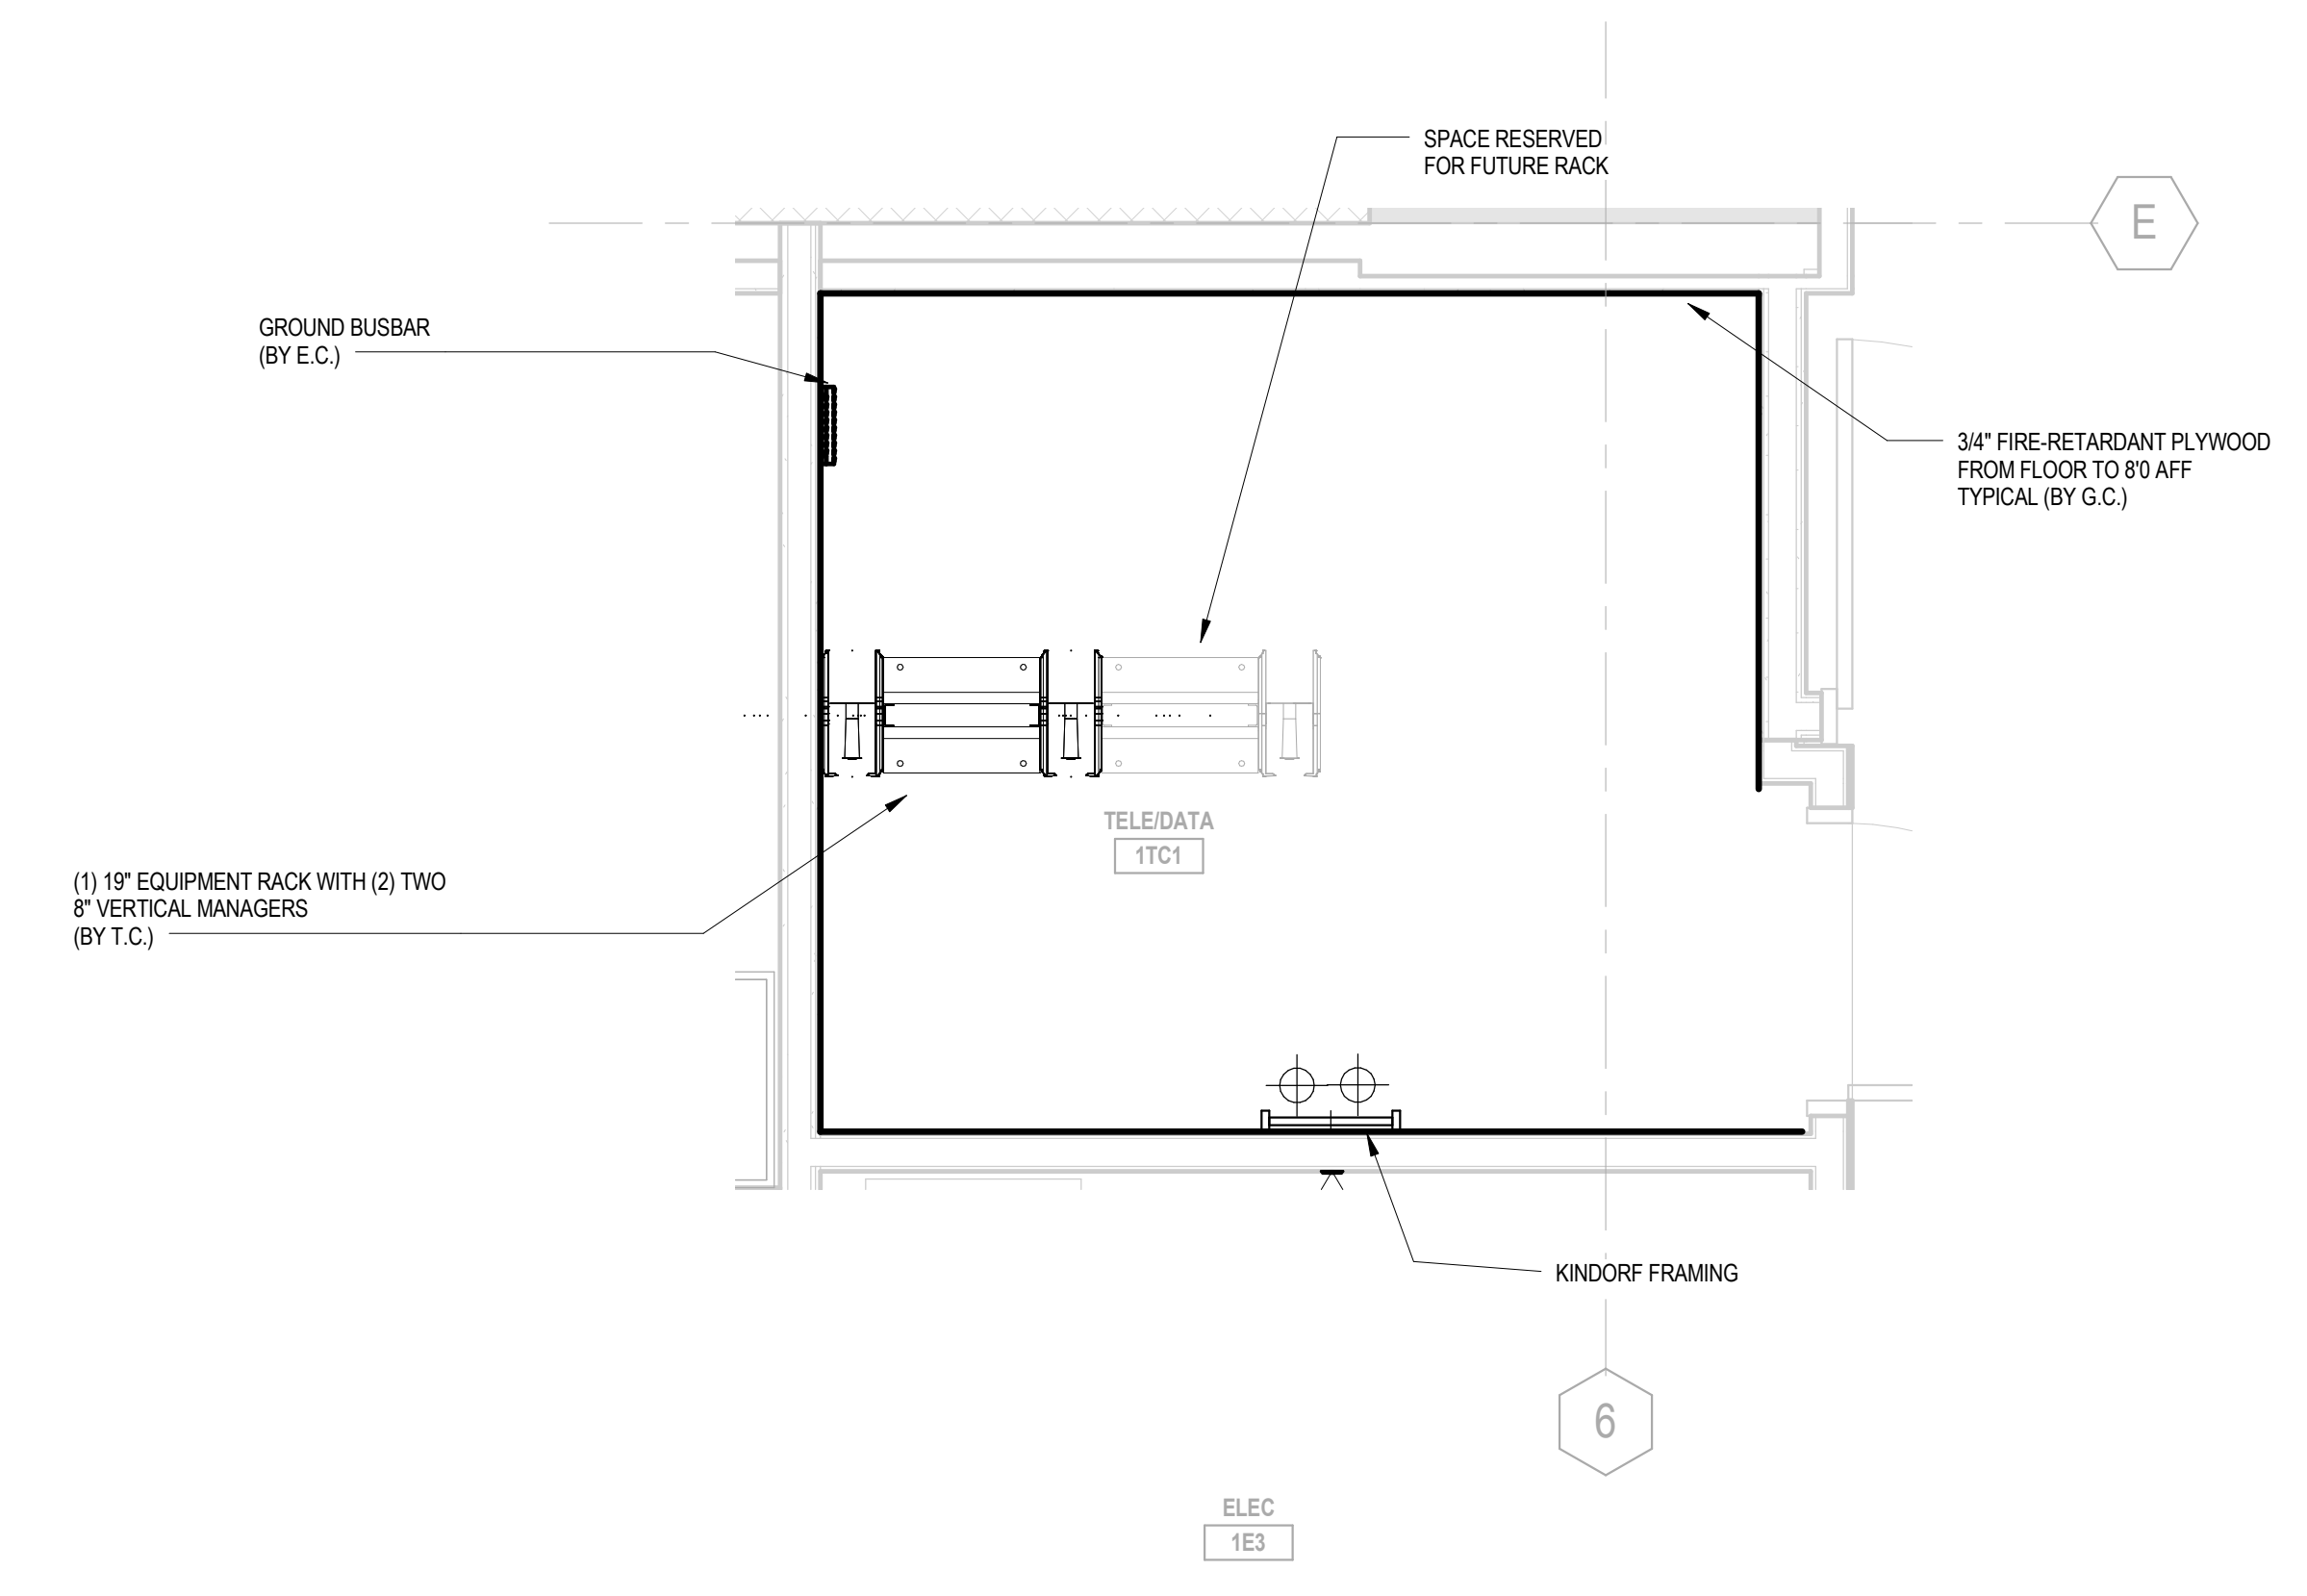 SPACE RESERVED
FOR FUTURE RACK
E
GROUND BUSBAR
(BY E.C.)
3/4" FIRE-RETARDANT PLYWOOD
FROM FLOOR TO 8'0 AFF
TYPICAL (BY G.C.)
TELE/DATA
1TC1
(1) 19" EQUIPMENT RACK WITH (2) TWO
8" VERTICAL MANAGERS
(BY T.C.)
KINDORF FRAMING
6
ELEC
1E3